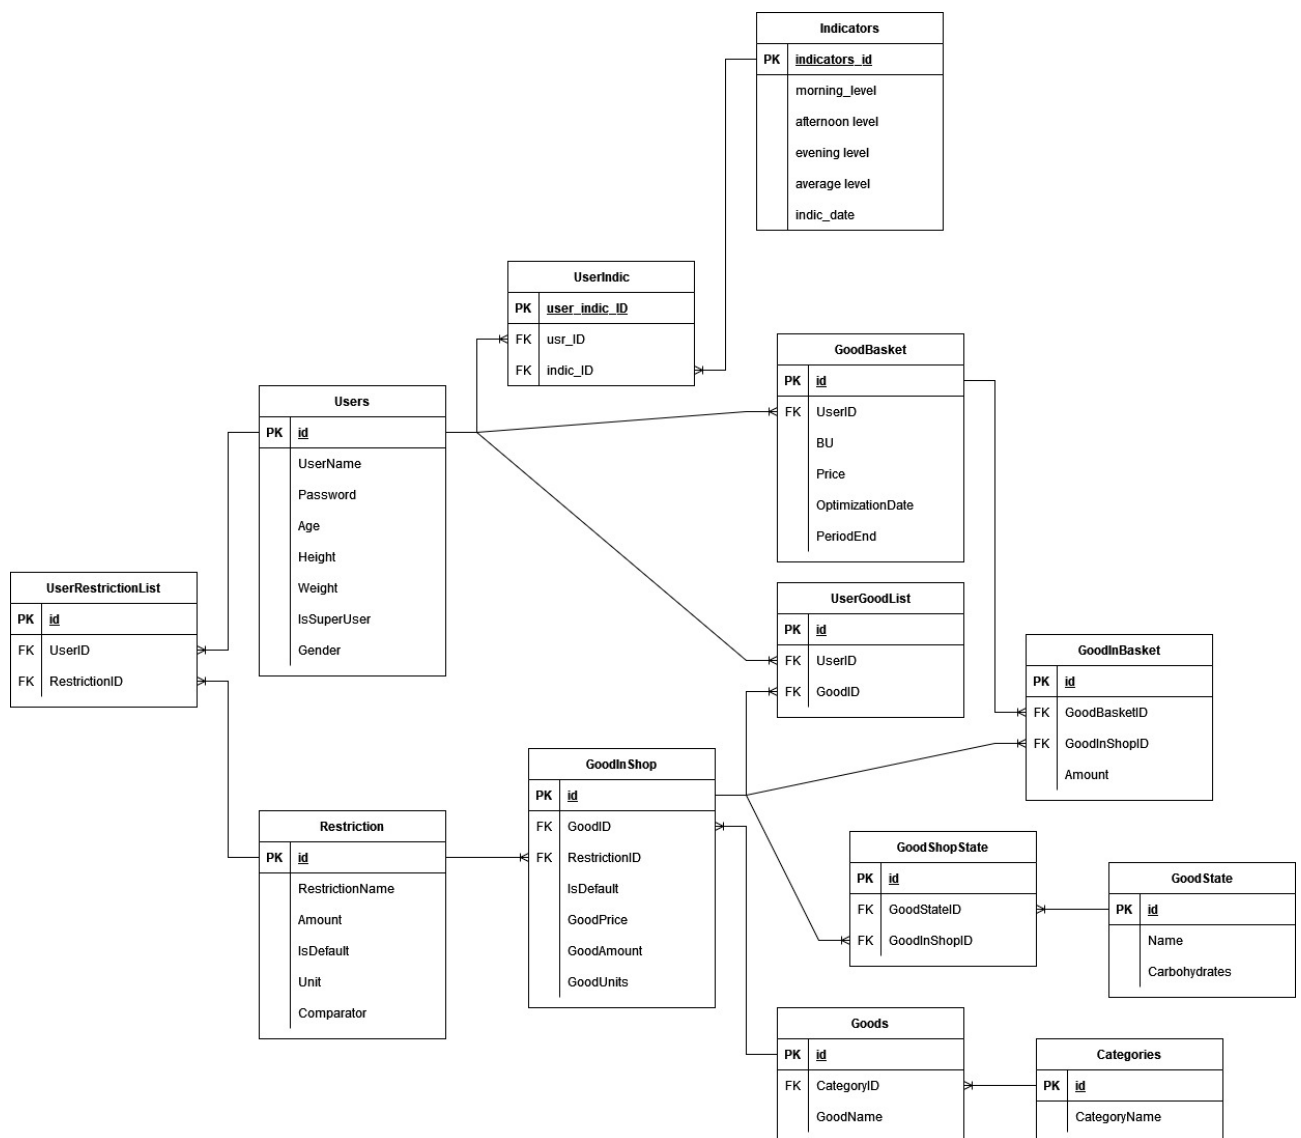 Indicators
PK indicators_id
morning_level
afternoon level
evening level
average level
indic_date
UserIndic
PK user_indic_ID
FK usr_ID
FK indic_ID
GoodBasket
PK id
FK UserID
BU
Price
OptimizationDate
PeriodEnd
Users
PK id
UserName
Password
Age
Height
Weight
IsSuperUser
Gender
UserRestrictionList
PK id
FK UserID
FK RestrictionID
UserGoodList
PK id
FK UserID
FK GoodID
GoodInBasket
PK id
FK GoodBasketID
FK GoodInShopID
Amount
GoodInShop
PK id
FK GoodID
FK RestrictionID
IsDefault
GoodPrice
GoodAmount
GoodUnits
Restriction
PK id
RestrictionName
Amount
IsDefault
Unit
Comparator
GoodShopState
PK id
FK GoodStateID
FK GoodInShopID
GoodState
PK id
Name
Carbohydrates
Goods
PK id
FK CategoryID
GoodName
Categories
PK id
CategoryName